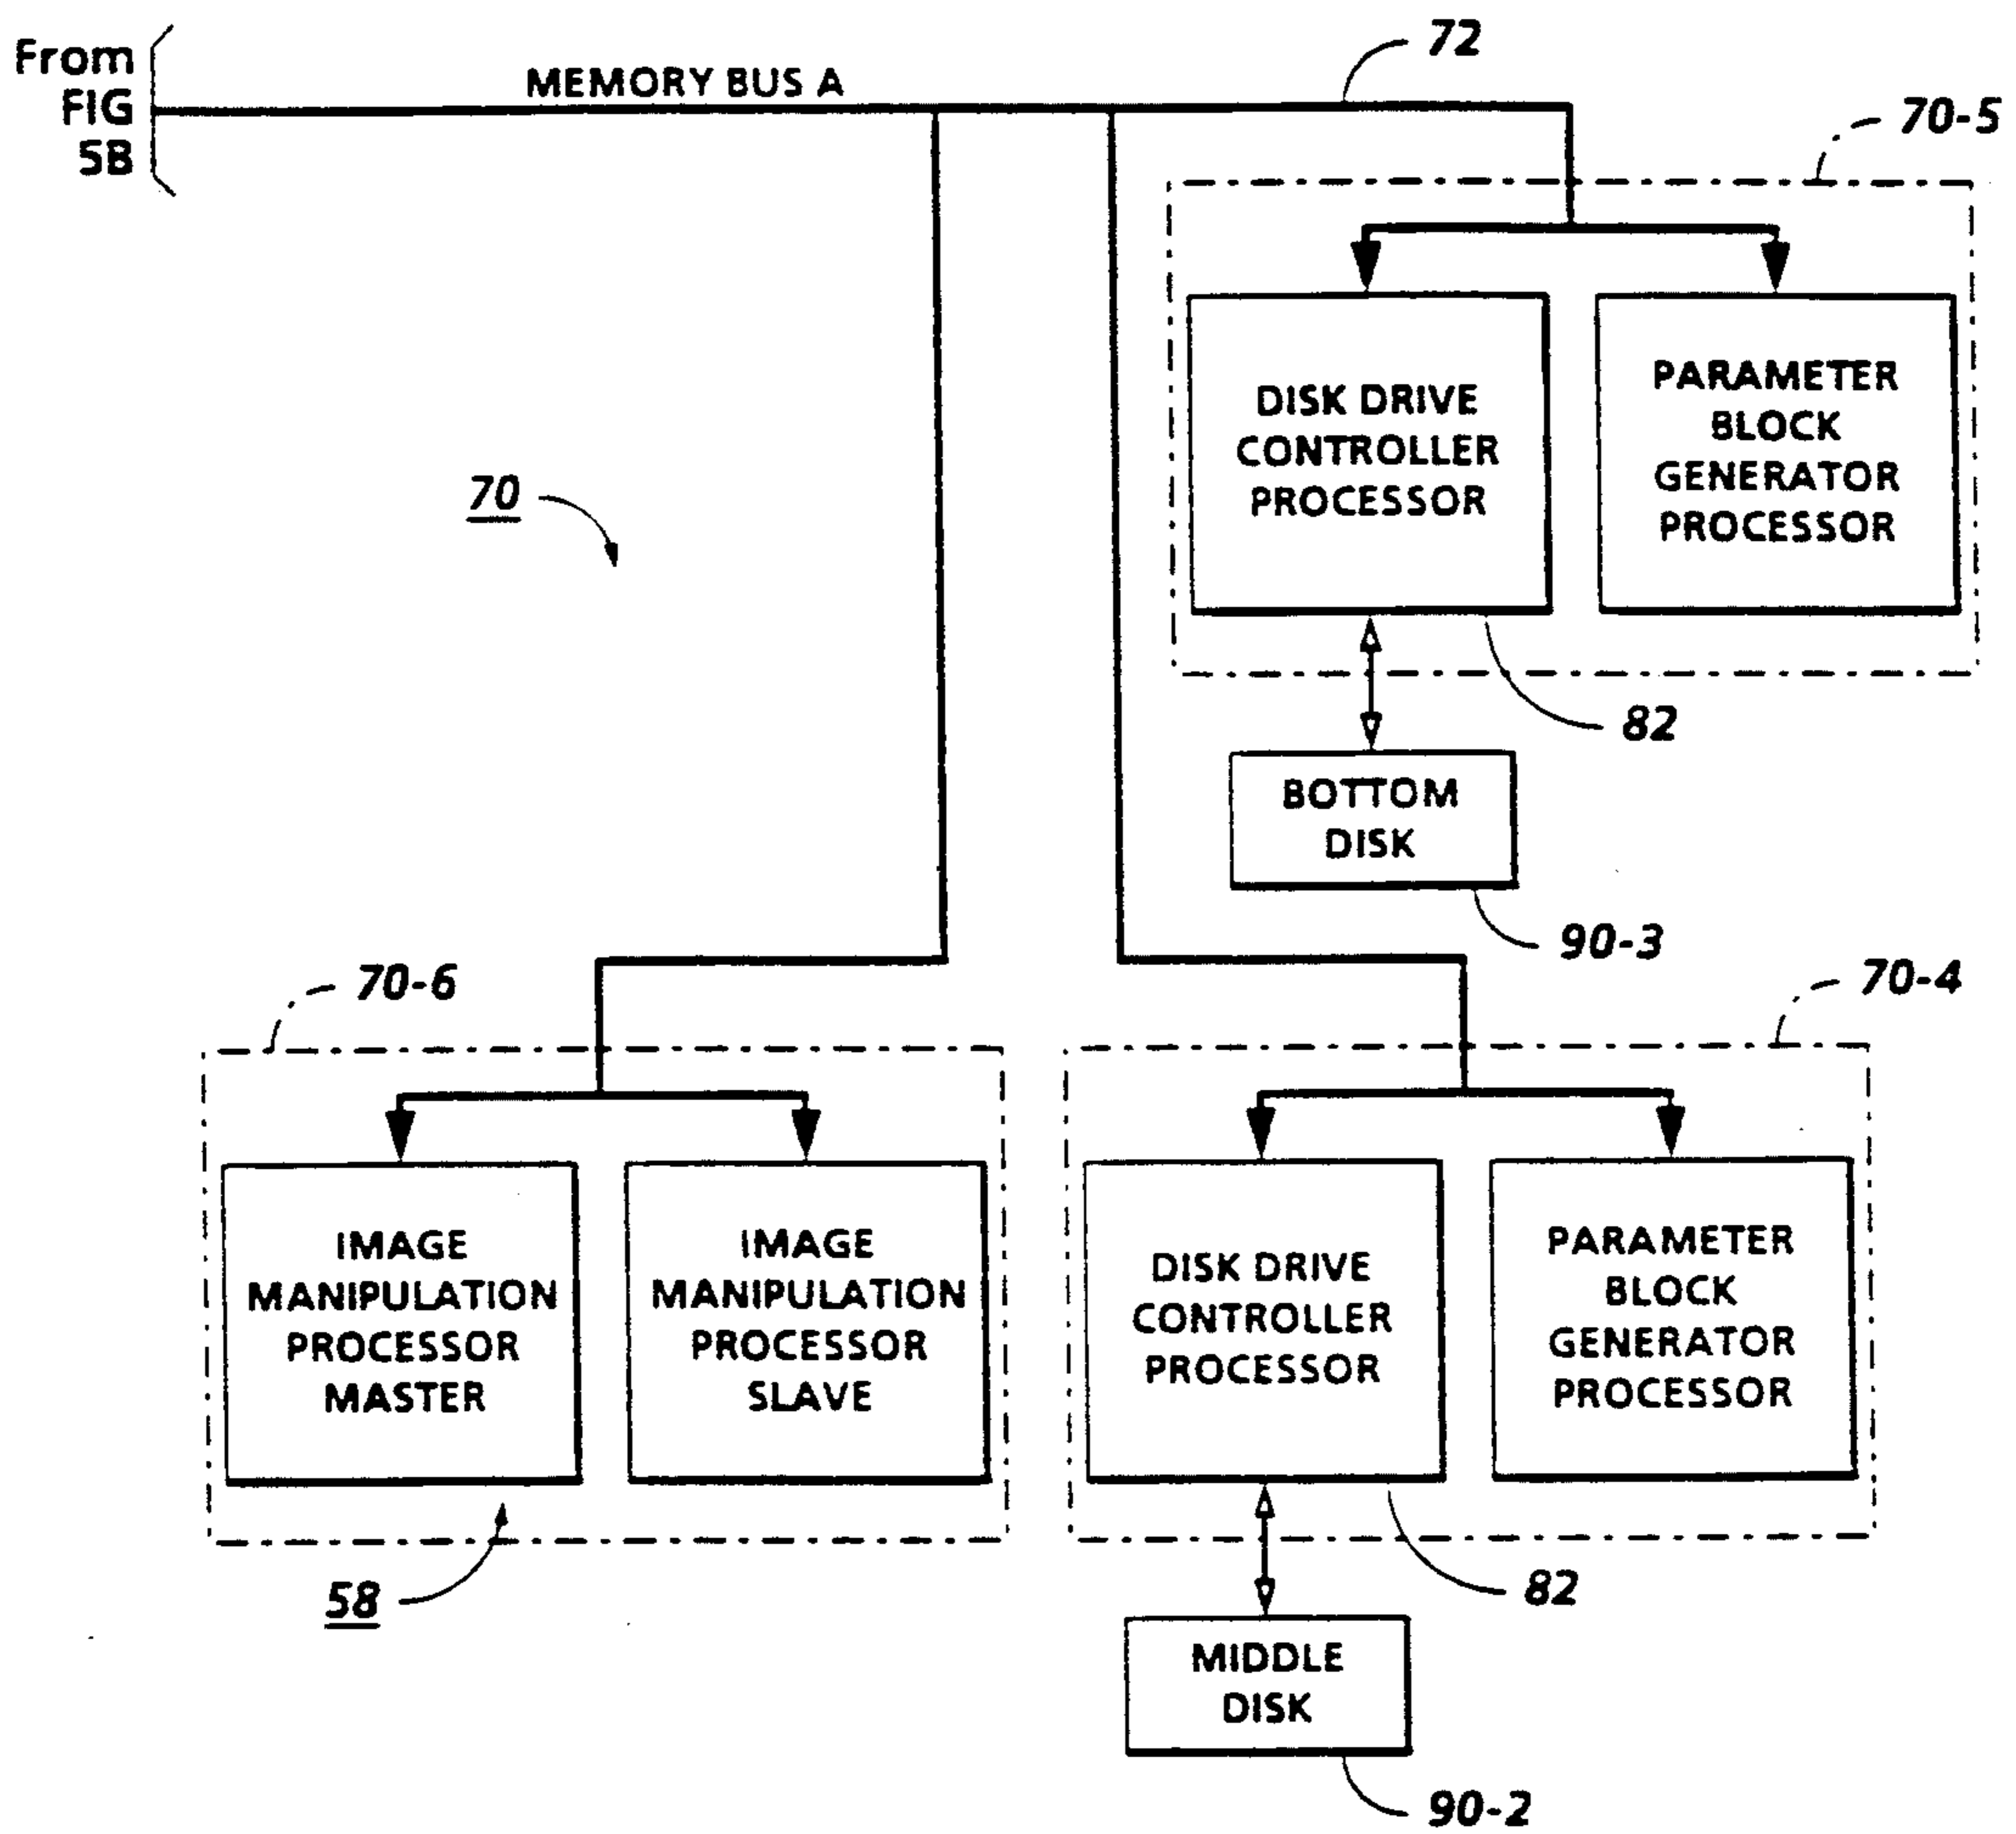 From
FIG
5B
MEMORY BUS A
72
70-5
DISK DRIVE
CONTROLLER
PROCESSOR
PARAMETER
BLOCK
GENERATOR
PROCESSOR
70
82
BOTTOM
DISK
90-3
70-6
70-4
IMAGE
MANIPULATION
PROCESSOR
MASTER
IMAGE
MANIPULATION
PROCESSOR
SLAVE
DISK DRIVE
CONTROLLER
PROCESSOR
PARAMETER
BLOCK
GENERATOR
PROCESSOR
58
82
MIDDLE
DISK
90-2